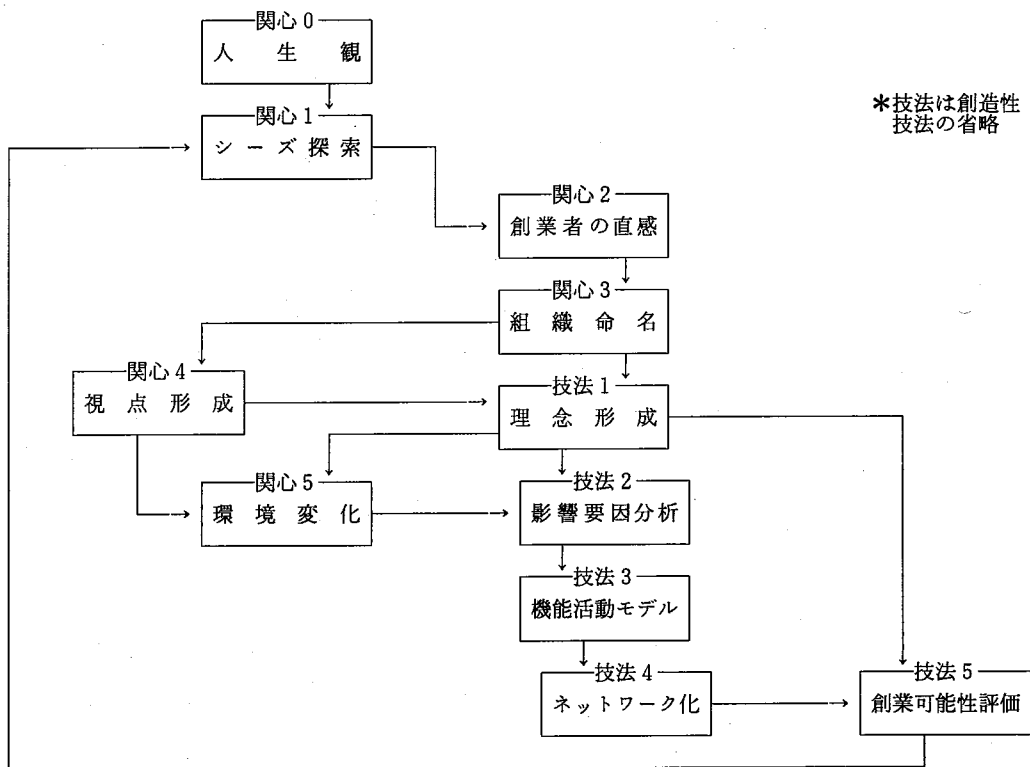 関心0
人生観
関心1
シーズ探索
*技法は創造性
技法の省略
関心2
創業者の直感
関心3
組織命名
関心4
視点形成
技法1
理念形成
関心5
環境変化
技法2
影響要因分析
技法3
機能活動モデル
技法4
ネットワーク化
技法5
創業可能性評価